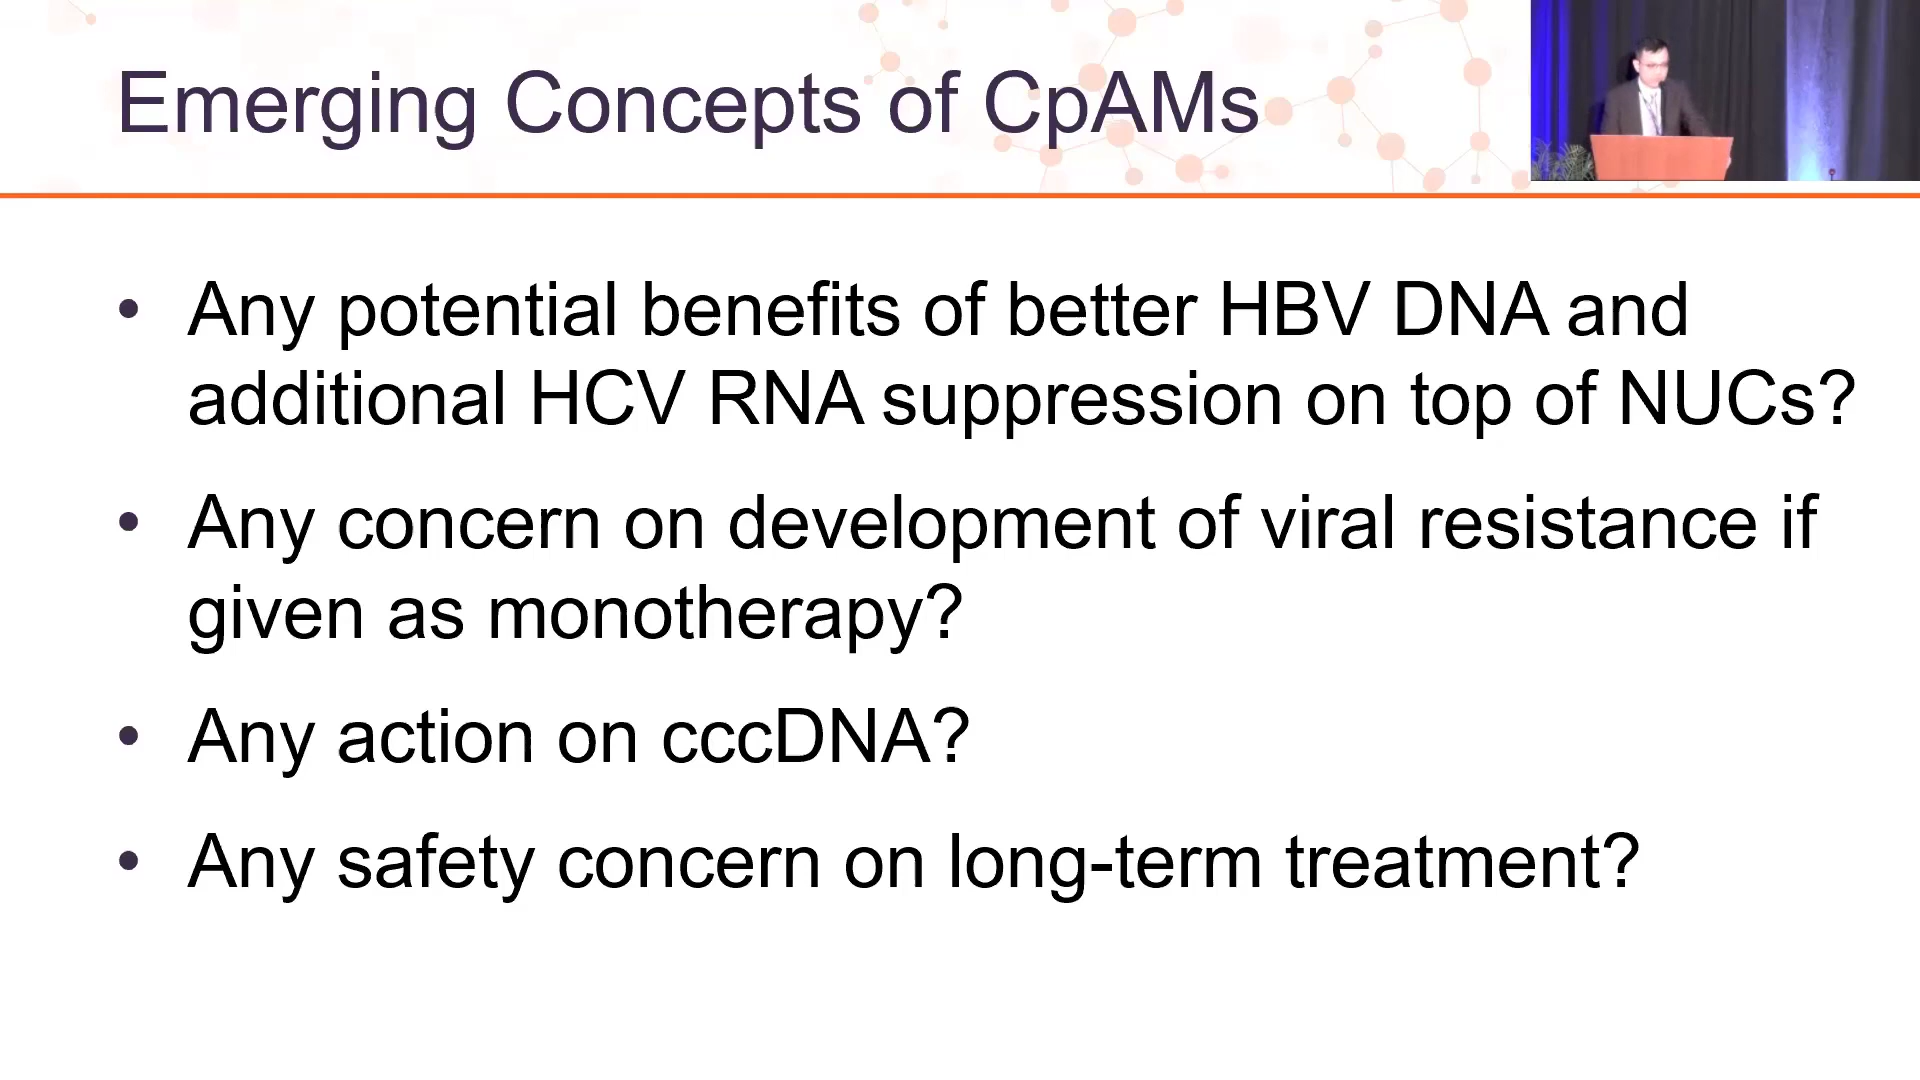 Emerging Concepts of CpAMs
• Any potential benefits of better HBV DNA and
additional HCV RNA suppression on top of NUCs?
• Any concern on development of viral resistance if
given as monotherapy?
• Any action on cccDNA?
• Any safety concern on long-term treatment?